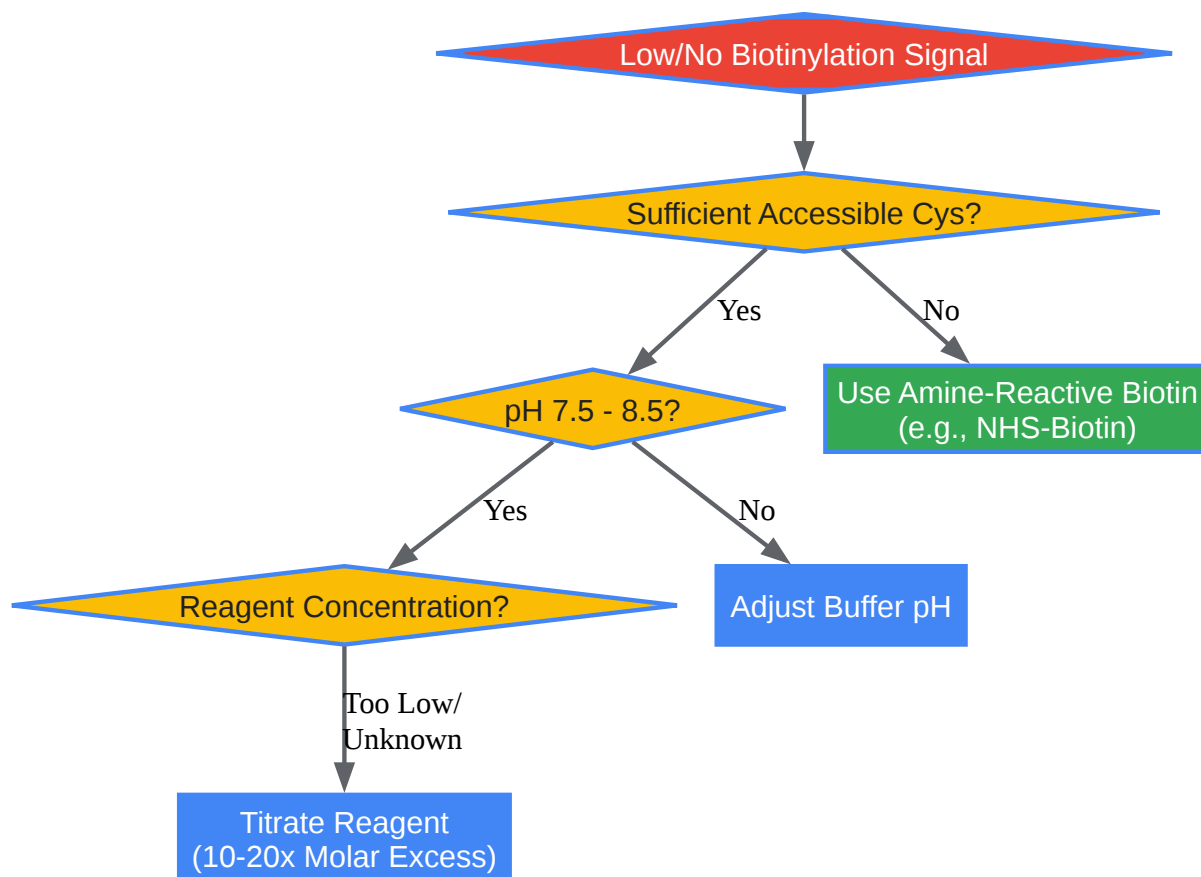 Low/No Biotinylation Signal
Sufficient Accessible Cys?
Yes
No
pH 7.5 - 8.5?
Use Amine-Reactive Biotin
(e.g., NHS-Biotin)
Yes
No
Reagent Concentration?
Adjust Buffer pH
Too Low/
Unknown
Titrate Reagent
(10-20x Molar Excess)